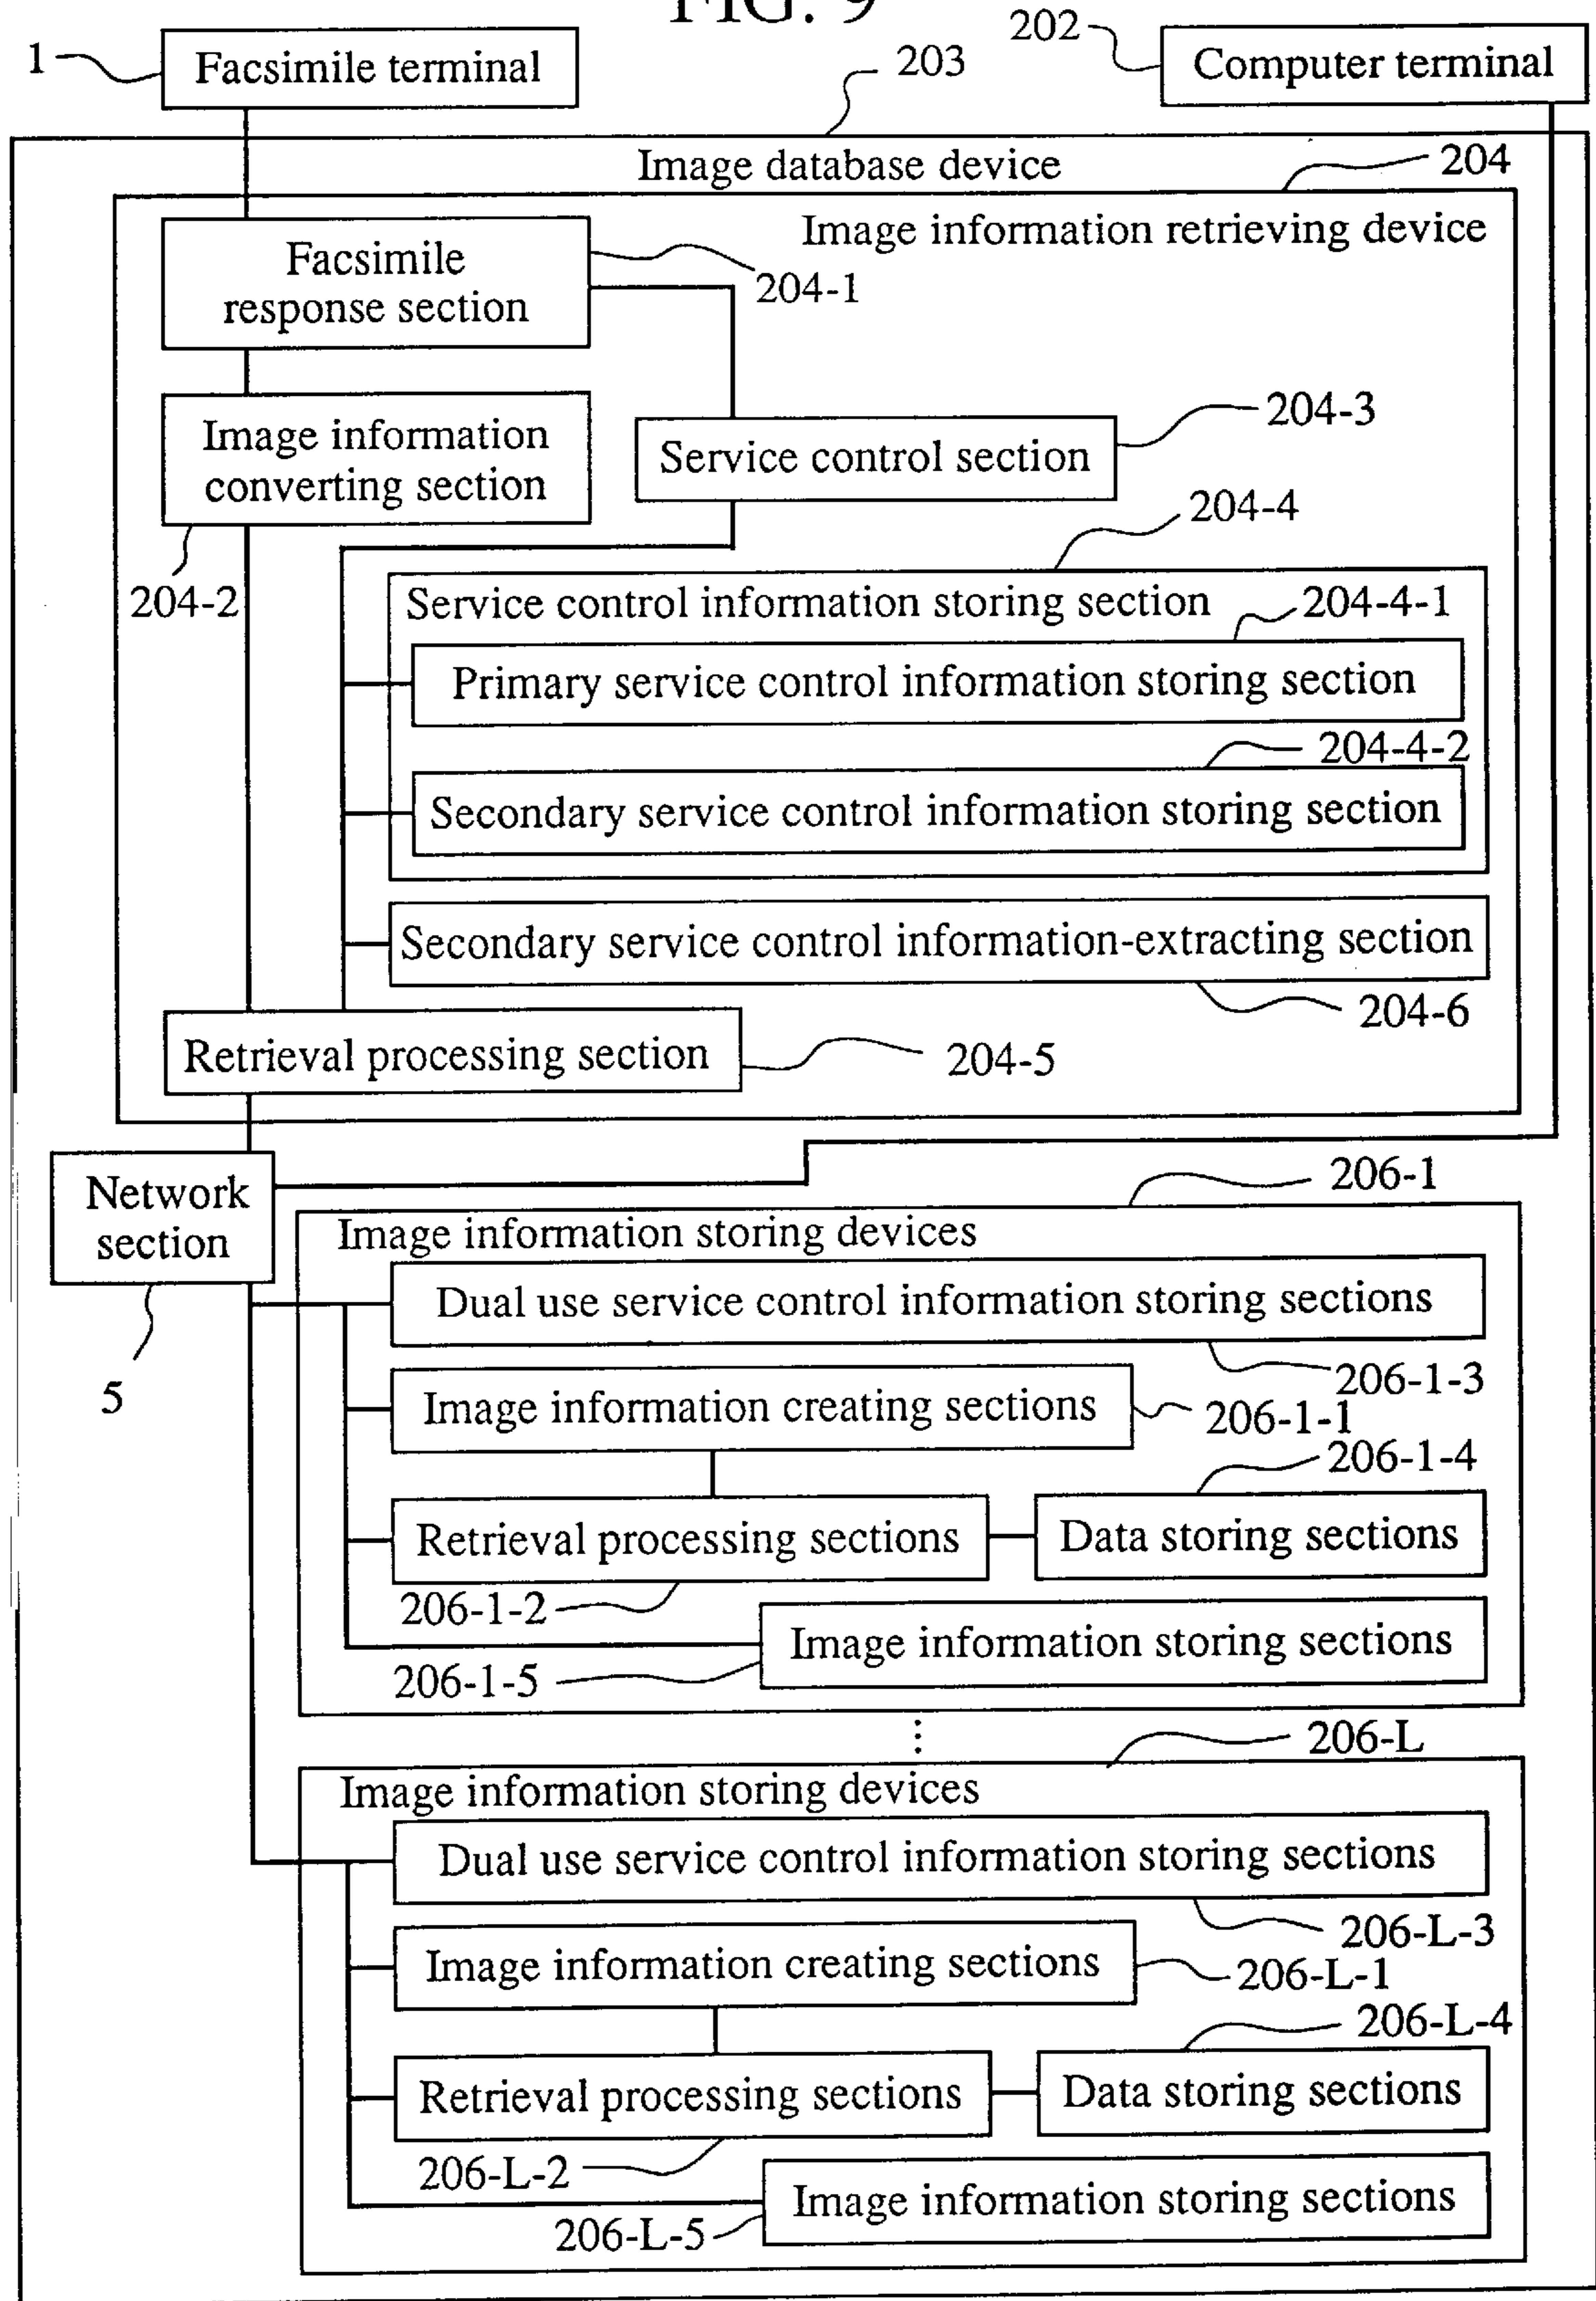 FIG. 9
1
Facsimile terminal
203
202
Computer terminal
Image database device
204
Image information retrieving device
Facsimile
response section
204-1
Image information
converting section
204-2
Service control section
204-3
204-4
Service control information storing section
204-4-1
Primary service control information storing section
204-4-2
Secondary service control information storing section
Secondary service control information-extracting section
204-6
Retrieval processing section
204-5
Network
section
5
206-1
Image information storing devices
Dual use service control information storing sections
206-1-3
Image information creating sections
206-1-1
206-1-4
Retrieval processing sections
Data storing sections
206-1-2
Image information storing sections
206-1-5
⋮
206-L
Image information storing devices
Dual use service control information storing sections
206-L-3
Image information creating sections
206-L-1
206-L-4
Retrieval processing sections
Data storing sections
206-L-2
Image information storing sections
206-L-5